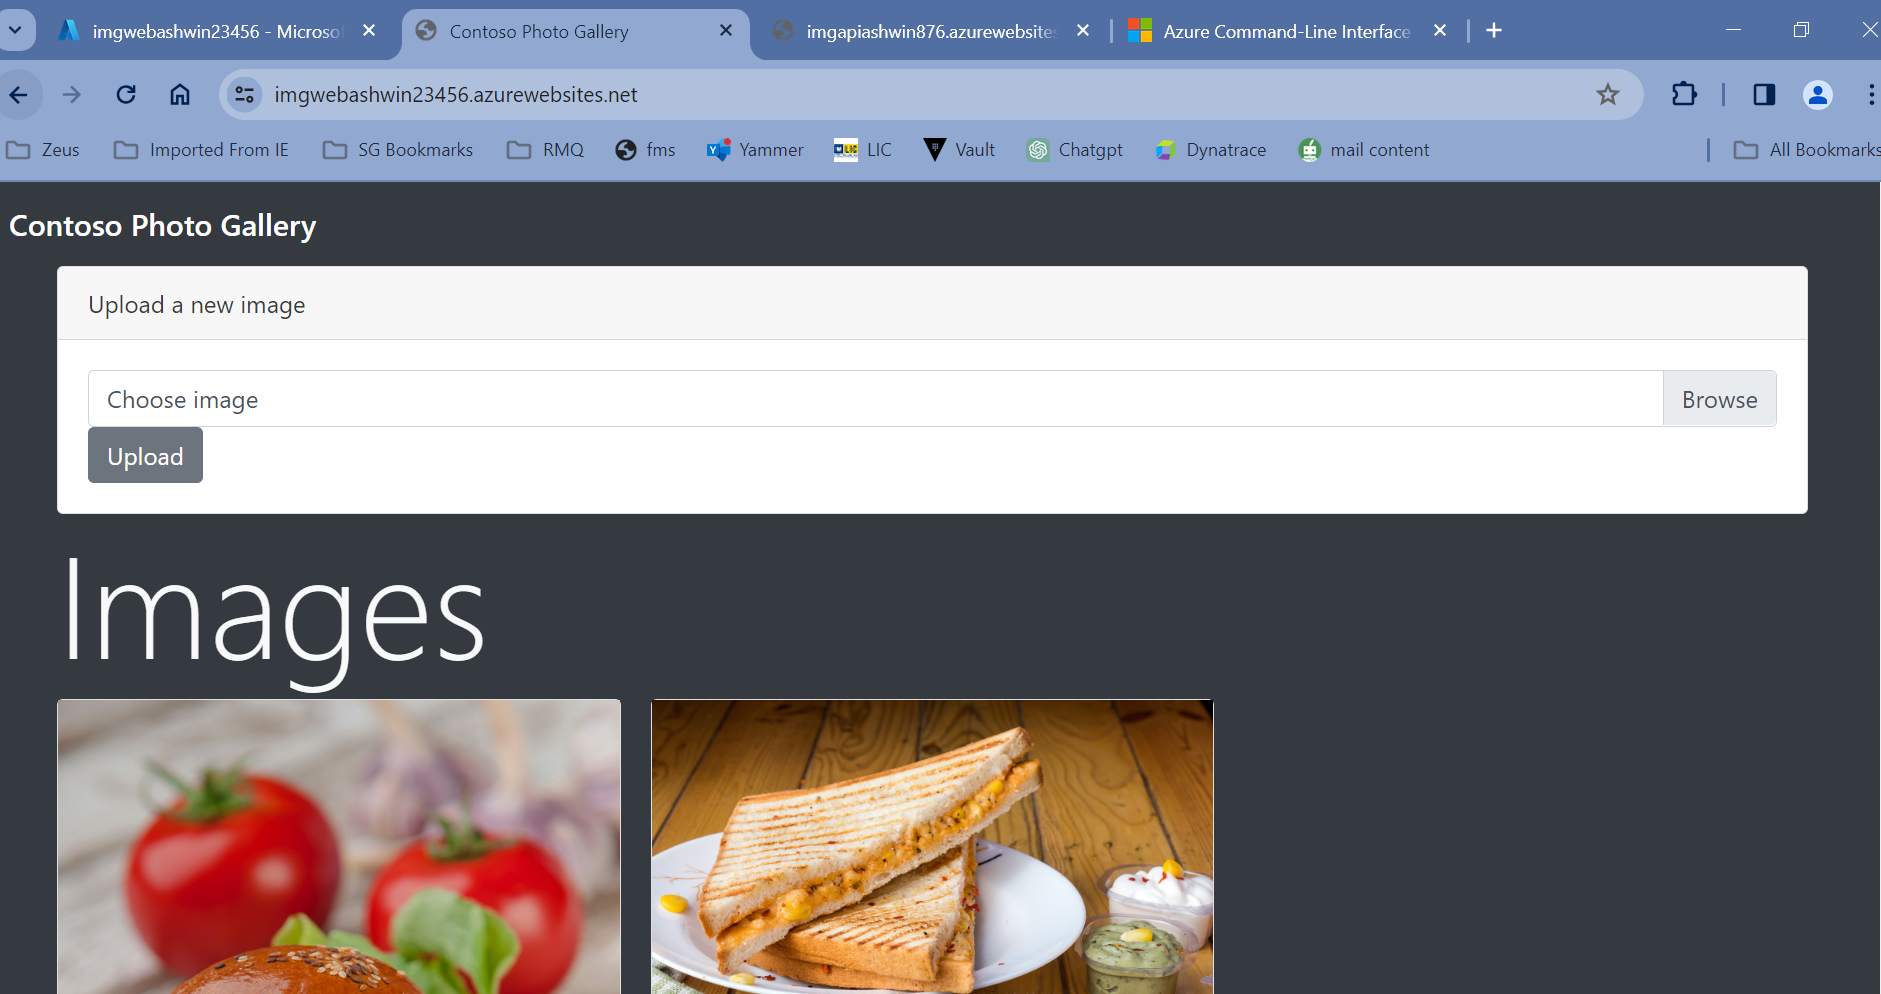 imgwebashwin23456 - Microso
Contoso Photo Gallery
imgapiashwin876.azurewebsites
Azure Command-Line Interface
imgwebashwin23456.azurewebsites.net
Zeus
Imported From IE
SG Bookmarks
RMQ
fms
Yammer
LIC
Vault
Chatgpt
Dynatrace
mail content
All Bookmarks
Contoso Photo Gallery
Upload a new image
Choose image
Browse
Upload
Images